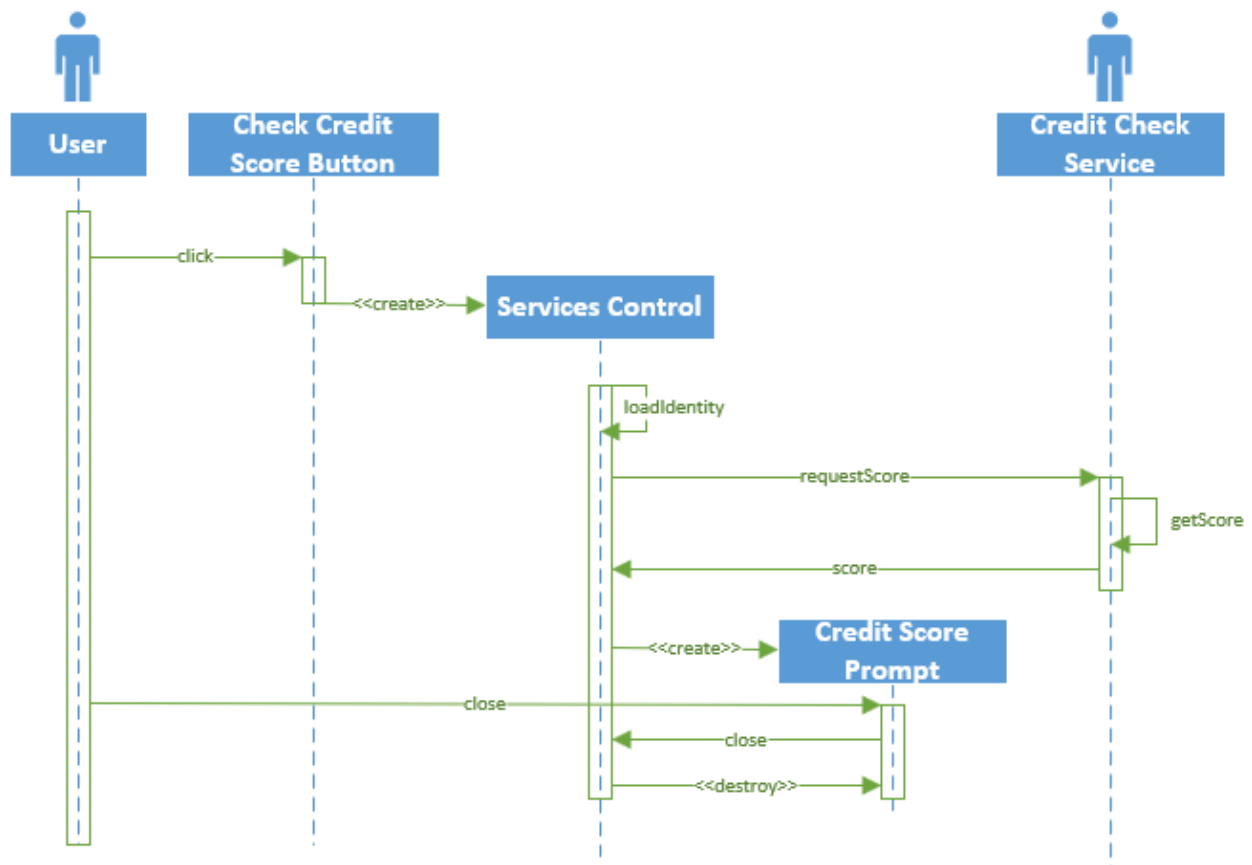 User
Check Credit
Score Button
Credit Check
Service
click
<<create>>
Services Control
loadIdentity
requestScore
getScore
score
Credit Score
Prompt
<<create>>
close
close
<<destroy>>